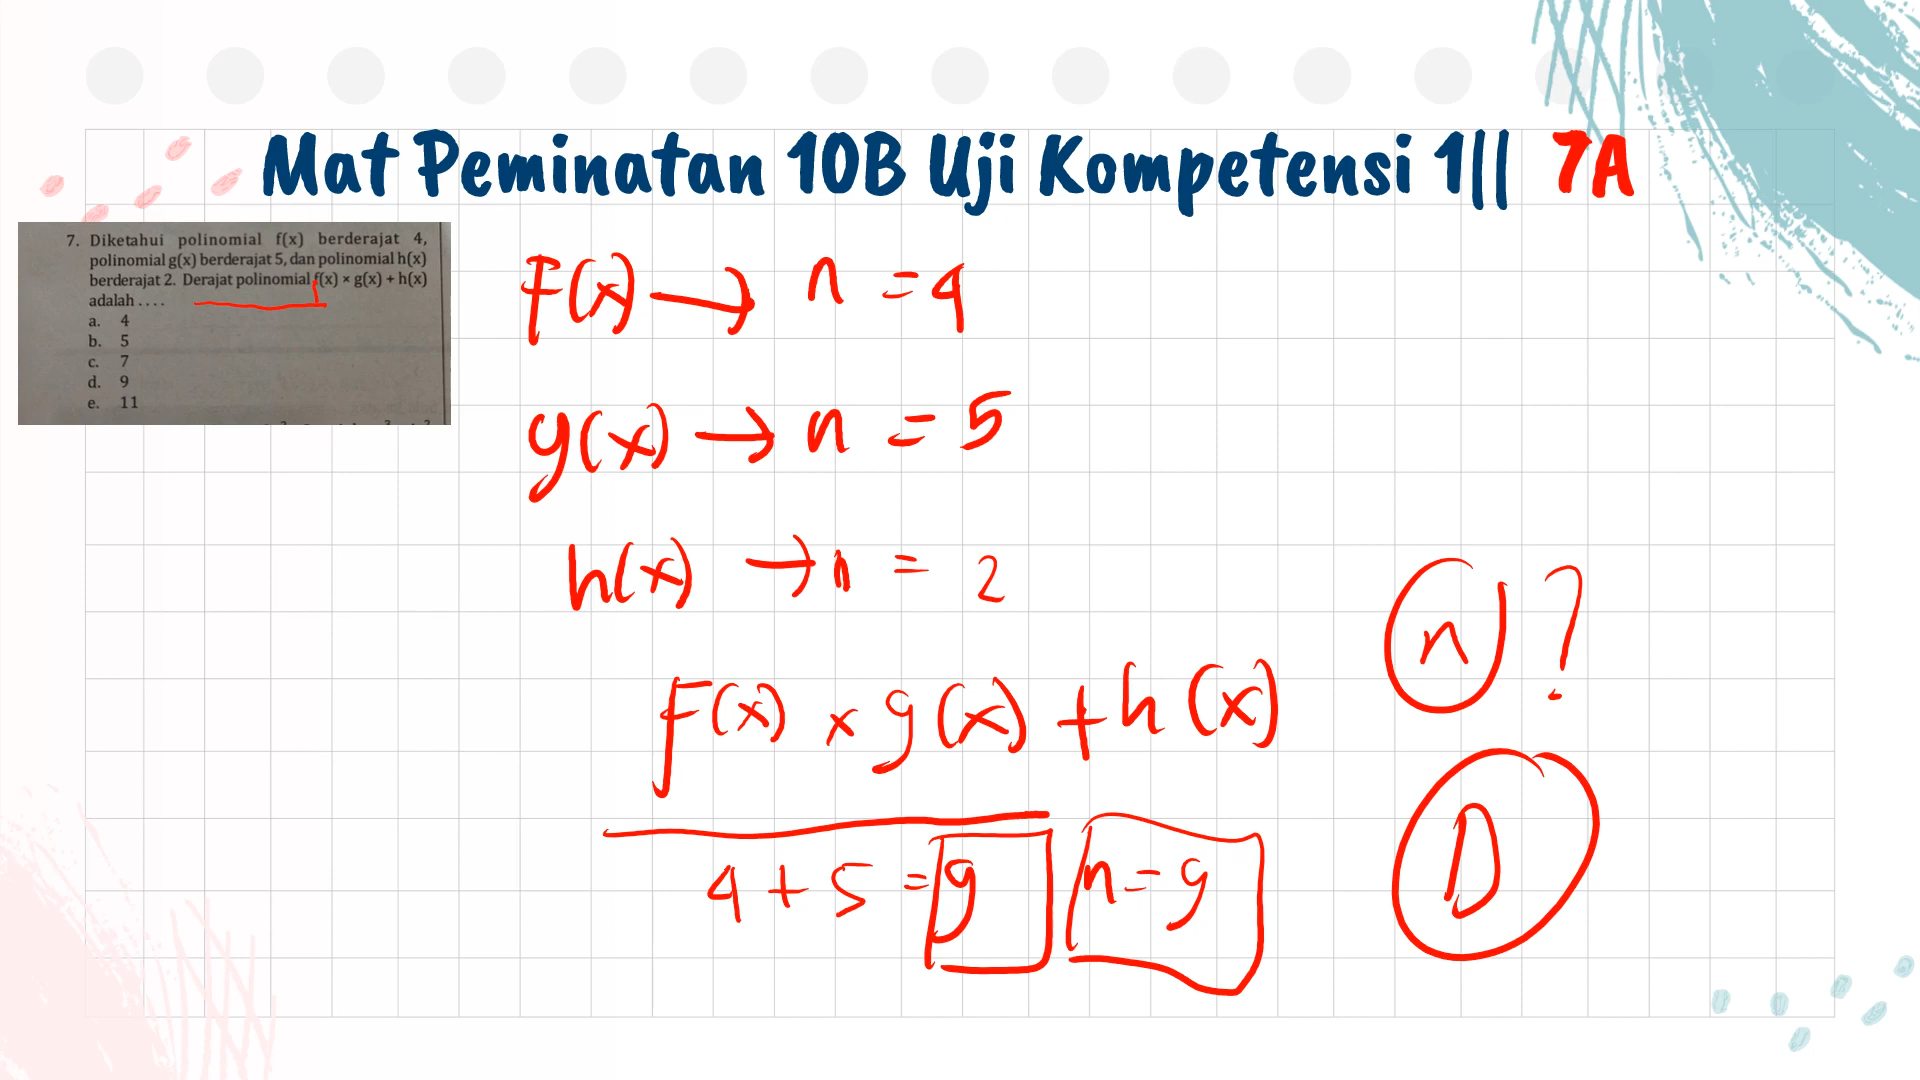 Mat Peminatan 10B Uji Kompetensi 1|| 7A
7. Diketahui polinomial f(x) berderajat 4,
polinomial g(x) berderajat 5, dan polinomial h(x)
berderajat 2. Derajat polinomial f(x) × g(x) + h(x)
adalah . . . .
a. 4
b. 5
c. 7
d. 9
e. 11
F(x) → n = 4
g(x) → n = 5
h(x) → n = 2
n ?
F(x) × g(x) + h(x)
4 + 5 = 9 n = 9
D